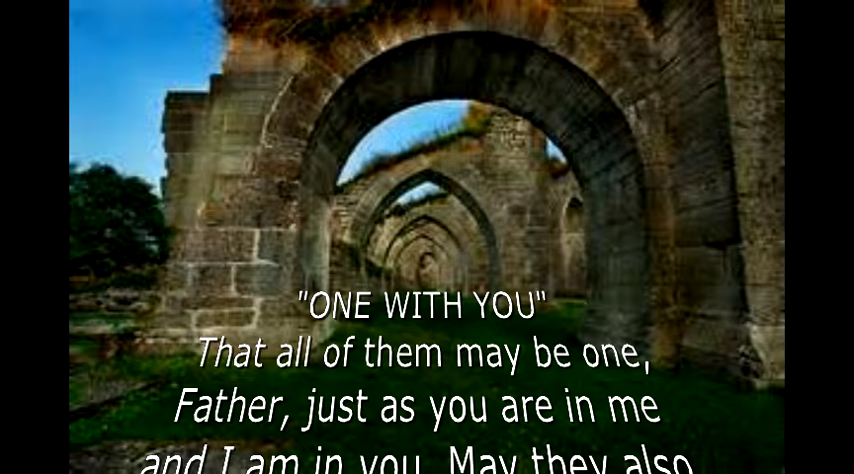 "ONE WITH YOU"
That all of them may be one,
Father, just as you are in me
and I am in you. May they also